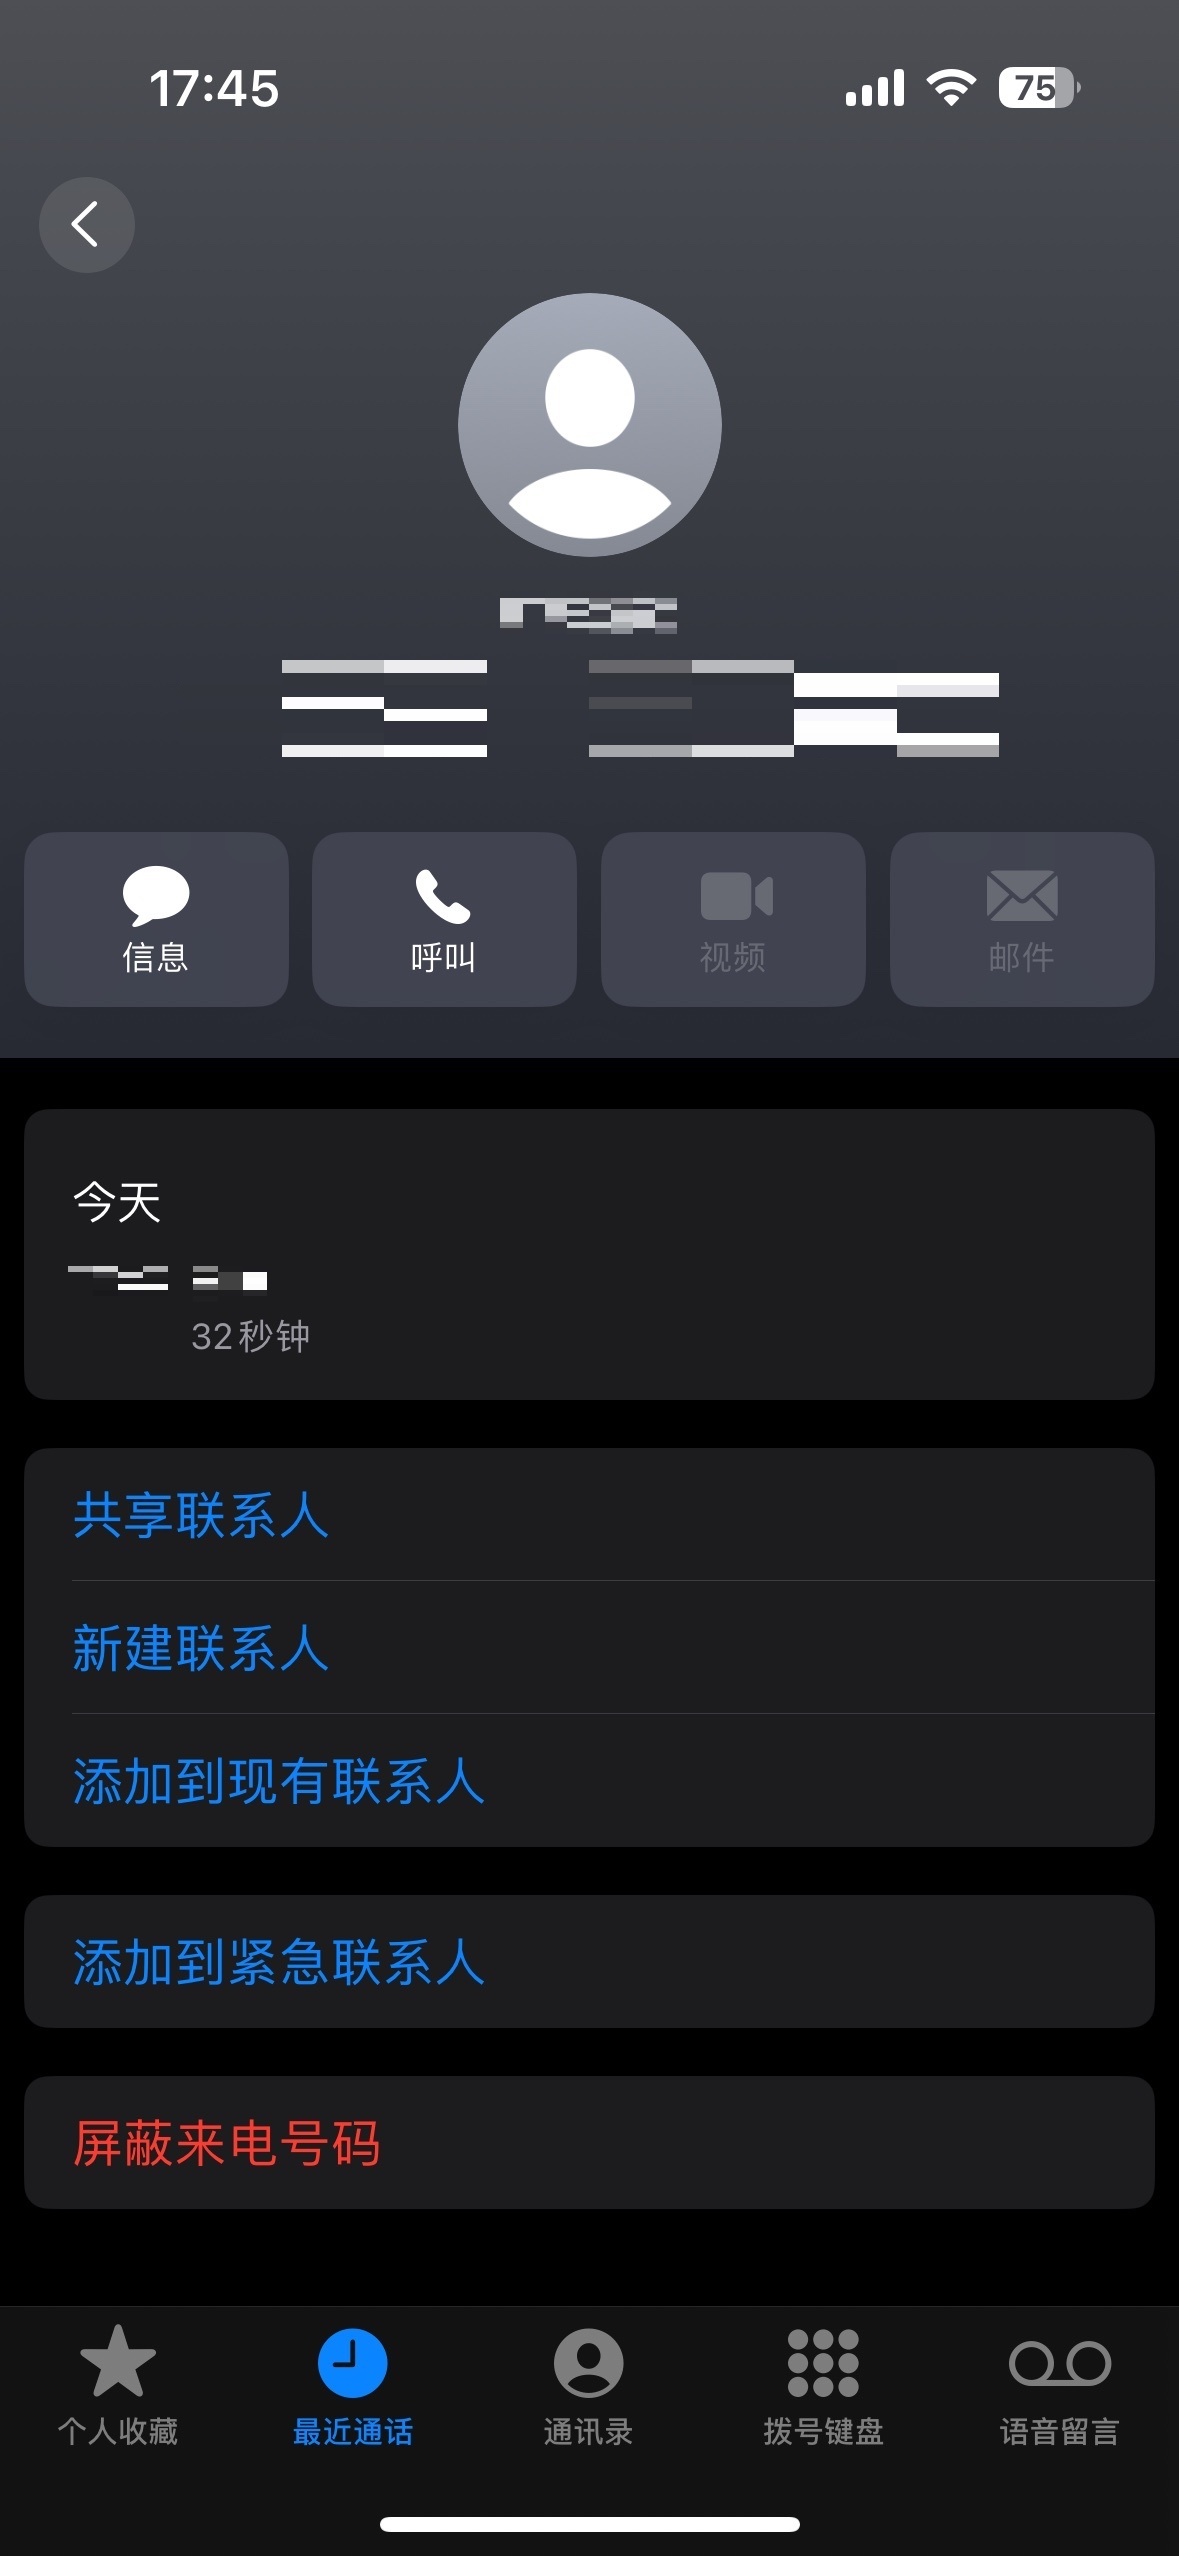 17:45
75
信息
呼叫
视频
邮件
今天
32秒钟
共享联系人
新建联系人
添加到现有联系人
添加到紧急联系人
屏蔽来电号码
个人收藏
最近通话
通讯录
拨号键盘
语音留言